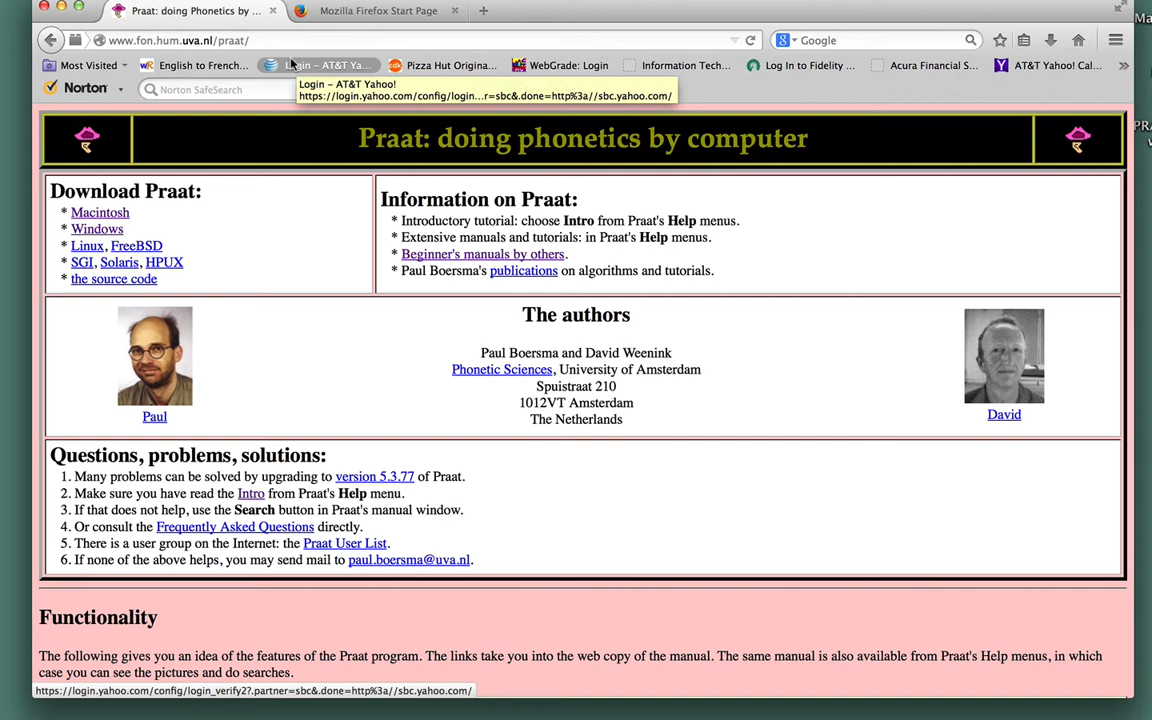 Praat: doing Phonetics by ...
Mozilla Firefox Start Page
www.fon.hum.uva.nl/praat/
Google
Most Visited
English to French...
Login – AT&T Ya...
Pizza Hut Origina...
WebGrade: Login
Information Tech...
Log In to Fidelity ...
Acura Financial S...
AT&T Yahoo! Cal...
Norton
Norton SafeSearch
Login – AT&T Yahoo!
https://login.yahoo.com/config/login...r=sbc&.done=http%3a//sbc.yahoo.com/
Praat: doing phonetics by computer
Download Praat:
* Macintosh
* Windows
* Linux, FreeBSD
* SGI, Solaris, HPUX
* the source code
Information on Praat:
* Introductory tutorial: choose Intro from Praat's Help menus.
* Extensive manuals and tutorials: in Praat's Help menus.
* Beginner's manuals by others.
* Paul Boersma's publications on algorithms and tutorials.
The authors
Paul Boersma and David Weenink
Phonetic Sciences, University of Amsterdam
Spuistraat 210
1012VT Amsterdam
The Netherlands
Paul
David
Questions, problems, solutions:
1. Many problems can be solved by upgrading to version 5.3.77 of Praat.
2. Make sure you have read the Intro from Praat's Help menu.
3. If that does not help, use the Search button in Praat's manual window.
4. Or consult the Frequently Asked Questions directly.
5. There is a user group on the Internet: the Praat User List.
6. If none of the above helps, you may send mail to paul.boersma@uva.nl.
Functionality
The following gives you an idea of the features of the Praat program. The links take you into the web copy of the manual. The same manual is also available from Praat's Help menus, in which
case you can see the pictures and do searches.
https://login.yahoo.com/config/login_verify2?.partner=sbc&.done=http%3a//sbc.yahoo.com/